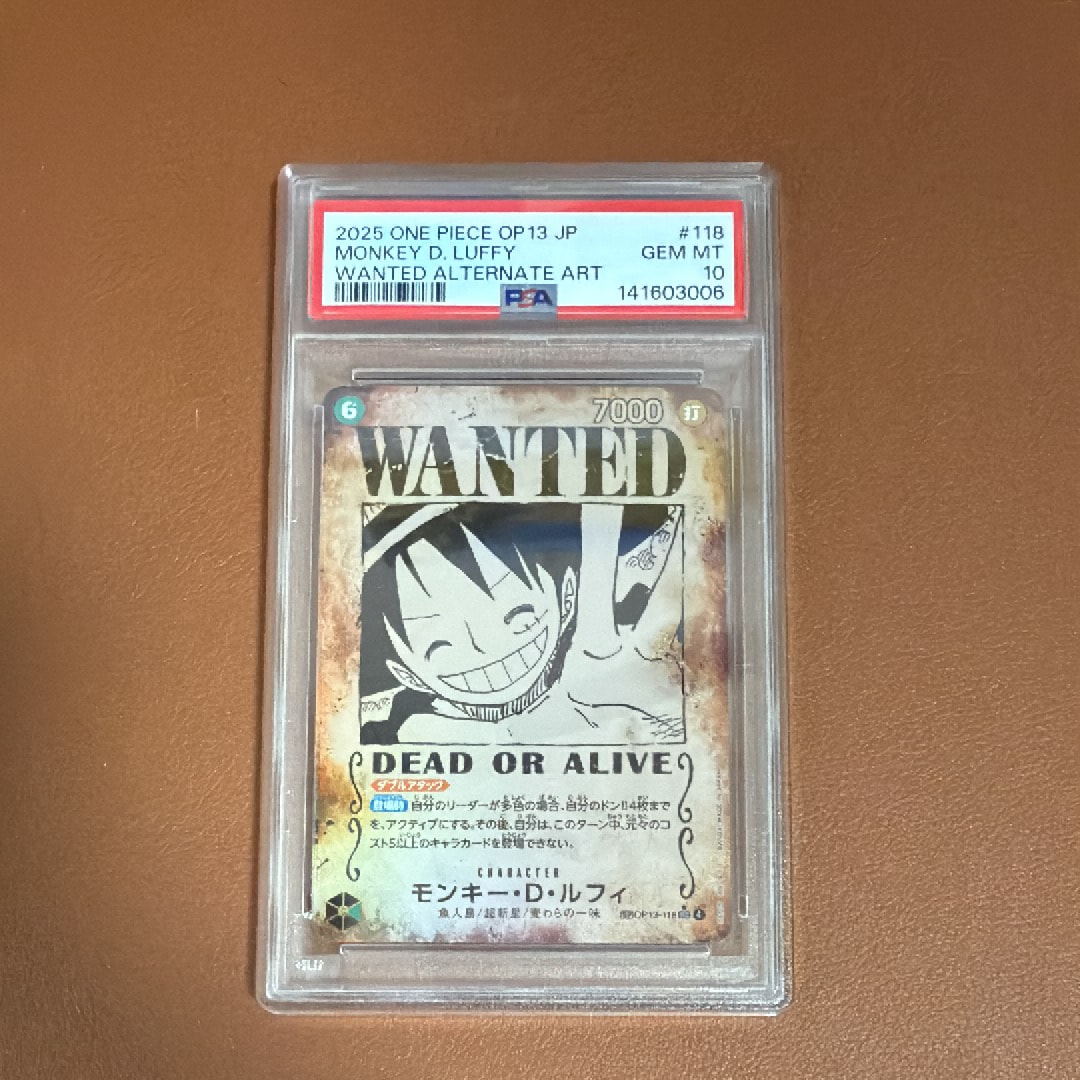 2025 ONE PIECE OP13 JP #118
MONKEY D. LUFFY GEM MT
WANTED ALTERNATE ART 10
PSA 141603006
6 7000 打
WANTED
DEAD OR ALIVE
ダブルアタック
登場時 自分のリーダーが多色の場合、自分のドン!!4枚まで
を、アクティブにする。その後、自分は、このターン中、元々のコ
スト5以上のキャラカードを登場できない。
CHARACTER
モンキー・D・ルフィ
魚人島/超新星/麦わらの一味 OP13-118